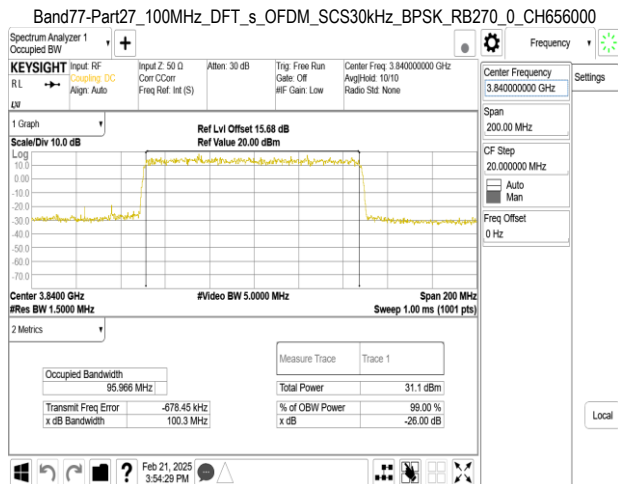 Band77-Part27_100MHz_DFT_s_OFDM_SCS30kHz_BPSK_RB270_0_CH656000
Spectrum Analyzer 1
Occupied BW
Frequency
KEYSIGHT
RL
Input: RF
Coupling: DC
Align: Auto
Input Z: 50 Ω
Corr CCorr
Freq Ref: Int (S)
Atten: 30 dB
Trig: Free Run
Gate: Off
#IF Gain: Low
Center Freq: 3.840000000 GHz
Avg|Hold: 10/10
Radio Std: None
Center Frequency
3.840000000 GHz
Settings
Span
200.00 MHz
CF Step
20.000000 MHz
Auto
Man
Freq Offset
0 Hz
1 Graph
Ref Lvl Offset 15.68 dB
Scale/Div 10.0 dB
Ref Value 20.00 dBm
Log
10.0
0.00
-10.0
-20.0
-30.0
-40.0
-50.0
-60.0
-70.0
Center 3.8400 GHz
#Video BW 5.0000 MHz
Span 200 MHz
#Res BW 1.5000 MHz
Sweep 1.00 ms (1001 pts)
2 Metrics
Measure Trace
Trace 1
Occupied Bandwidth
95.966 MHz
Total Power
31.1 dBm
Transmit Freq Error
-678.45 kHz
% of OBW Power
99.00 %
x dB Bandwidth
100.3 MHz
x dB
-26.00 dB
Local
Feb 21, 2025
3:54:29 PM